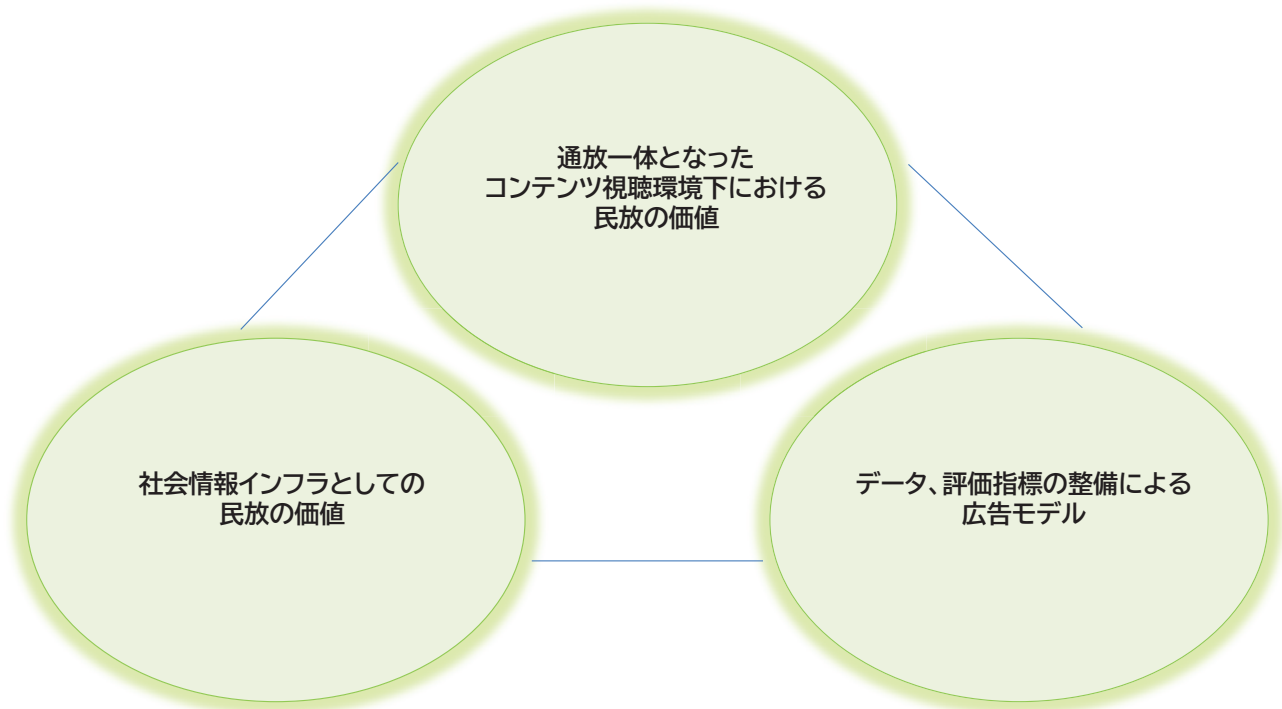 通放一体となった
コンテンツ視聴環境下における
民放の価値
社会情報インフラとしての
民放の価値
データ、評価指標の整備による
広告モデル